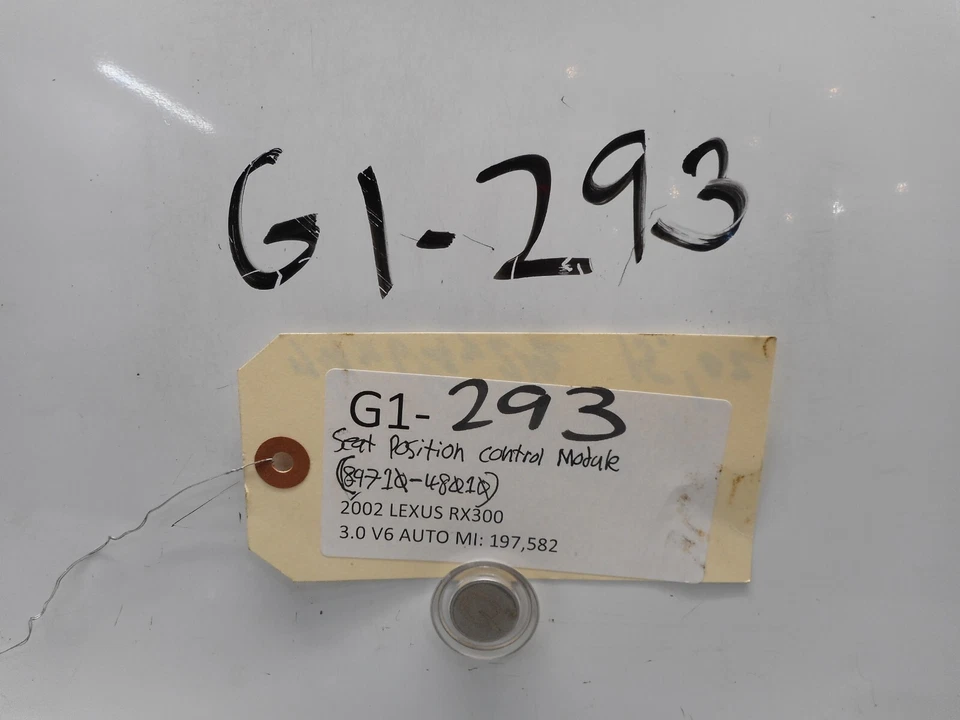 G1-293
G1-293
Seat Position control Module
(89710-48010)
2002 LEXUS RX300
3.0 V6 AUTO MI: 197,582